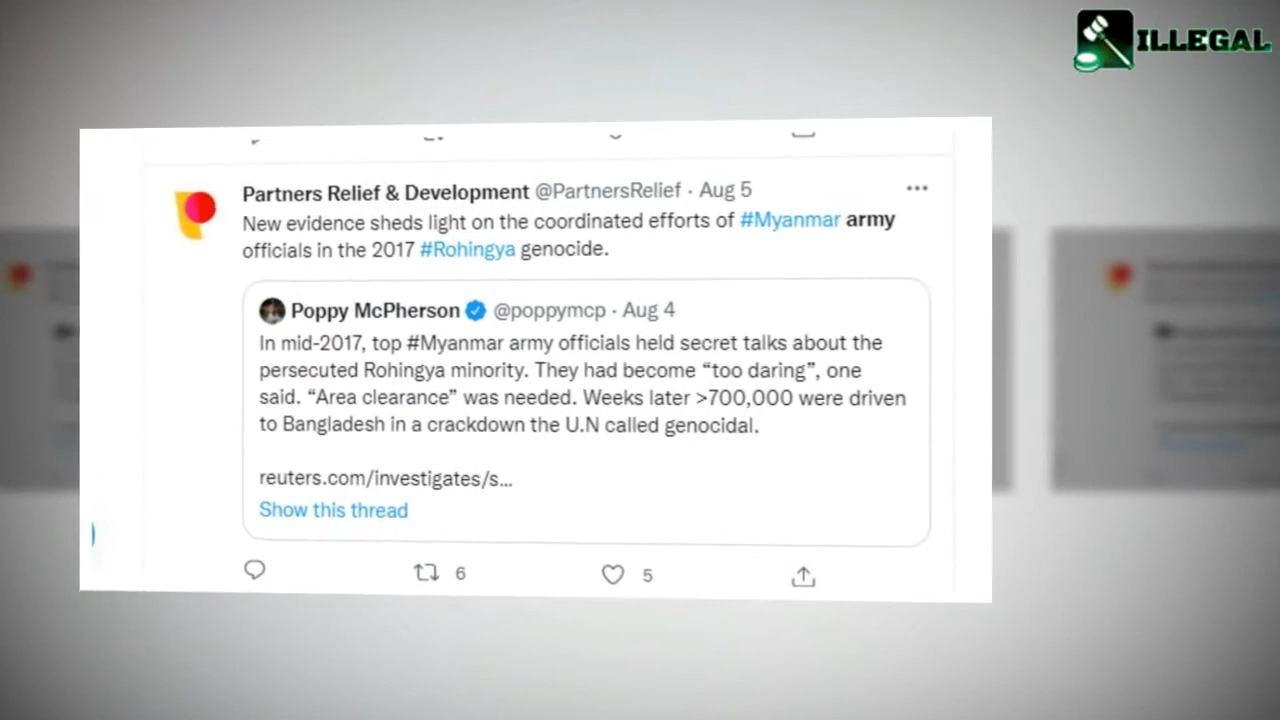 ILLEGAL
Partners Relief & Development @PartnersRelief · Aug 5
New evidence sheds light on the coordinated efforts of #Myanmar army
officials in the 2017 #Rohingya genocide.
Poppy McPherson @poppymcp · Aug 4
In mid-2017, top #Myanmar army officials held secret talks about the
persecuted Rohingya minority. They had become “too daring”, one
said. “Area clearance” was needed. Weeks later >700,000 were driven
to Bangladesh in a crackdown the U.N called genocidal.
reuters.com/investigates/s...
Show this thread
6 5